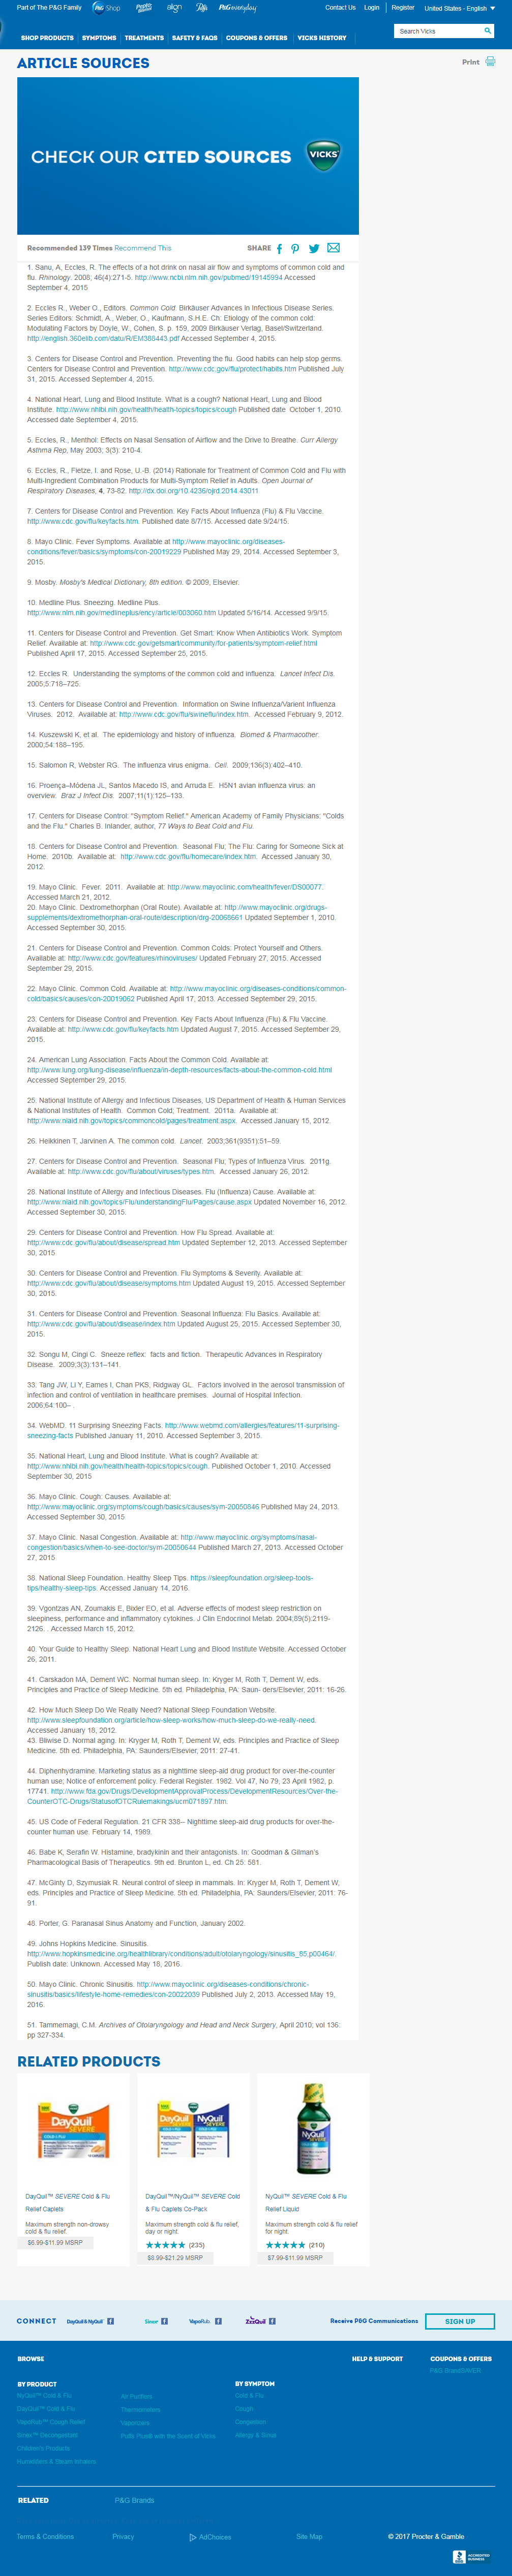 Part of The P&G Family
P&G Shop
align
P&G everyday
Contact Us
Login
Register
United States - English
SHOP PRODUCTS
SYMPTOMS
TREATMENTS
SAFETY & FAQS
COUPONS & OFFERS
VICKS HISTORY
Search Vicks
ARTICLE SOURCES
Print
CHECK OUR CITED SOURCES
VICKS
Recommended 139 Times Recommend This
SHARE
1. Sanu, A, Eccles, R. The effects of a hot drink on nasal air flow and symptoms of common cold and
flu. Rhinology. 2008; 46(4):271-5. http://www.ncbi.nlm.nih.gov/pubmed/19145994 Accessed
September 4, 2015
2. Eccles R., Weber O., Editors. Common Cold. Birkäuser Advances in Infectious Disease Series.
Series Editors: Schmidt, A., Weber, O., Kaufmann, S.H.E. Ch: Etiology of the common cold:
Modulating Factors by Doyle, W., Cohen, S. p. 159, 2009 Birkäuser Verlag, Basel/Switzerland.
http://english.360elib.com/datu/R/EM388443.pdf Accessed September 4, 2015.
3. Centers for Disease Control and Prevention. Preventing the flu. Good habits can help stop germs.
Centers for Disease Control and Prevention. http://www.cdc.gov/flu/protect/habits.htm Published July
31, 2015. Accessed September 4, 2015.
4. National Heart, Lung and Blood Institute. What is a cough? National Heart, Lung and Blood
Institute. http://www.nhlbi.nih.gov/health/health-topics/topics/cough Published date  October 1, 2010.
Accessed date September 4, 2015.
5. Eccles, R., Menthol: Effects on Nasal Sensation of Airflow and the Drive to Breathe. Curr Allergy
Asthma Rep, May 2003; 3(3): 210-4.
6. Eccles, R., Fietze, I. and Rose, U.-B. (2014) Rationale for Treatment of Common Cold and Flu with
Multi-Ingredient Combination Products for Multi-Symptom Relief in Adults. Open Journal of
Respiratory Diseases, 4, 73-82. http://dx.doi.org/10.4236/ojrd.2014.43011
7. Centers for Disease Control and Prevention. Key Facts About Influenza (Flu) & Flu Vaccine.
http://www.cdc.gov/flu/keyfacts.htm. Published date 8/7/15. Accessed date 9/24/15.
8. Mayo Clinic. Fever Symptoms. Available at http://www.mayoclinic.org/diseases-
conditions/fever/basics/symptoms/con-20019229 Published May 29, 2014. Accessed September 3,
2015.
9. Mosby. Mosby's Medical Dictionary, 8th edition. © 2009, Elsevier.
10. Medline Plus. Sneezing. Medline Plus.
http://www.nlm.nih.gov/medlineplus/ency/article/003060.htm Updated 5/16/14. Accessed 9/9/15.
11. Centers for Disease Control and Prevention. Get Smart: Know When Antibiotics Work. Symptom
Relief. Available at: http://www.cdc.gov/getsmart/community/for-patients/symptom-relief.html
Published April 17, 2015. Accessed September 25, 2015.
12. Eccles R.  Understanding the symptoms of the common cold and influenza.  Lancet Infect Dis.
2005;5:718–725.
13. Centers for Disease Control and Prevention.  Information on Swine Influenza/Varient Influenza
Viruses.  2012.  Available at: http://www.cdc.gov/flu/swineflu/index.htm.  Accessed February 9, 2012.
14. Kuszewski K, et al.  The epidemiology and history of influenza.  Biomed & Pharmacother.
2000;54:188–195.
15. Salomon R, Webster RG.  The influenza virus enigma.  Cell.  2009;136(3):402–410.
16. Proença–Módena JL, Santos Macedo IS, and Arruda E.  H5N1 avian influenza virus: an
overview.  Braz J Infect Dis.  2007;11(1):125–133.
17. Centers for Disease Control: "Symptom Relief." American Academy of Family Physicians: "Colds
and the Flu." Charles B. Inlander, author, 77 Ways to Beat Cold and Flu.
18. Centers for Disease Control and Prevention.  Seasonal Flu; The Flu: Caring for Someone Sick at
Home.  2010b.  Available at:  http://www.cdc.gov/flu/homecare/index.htm.  Accessed January 30,
2012.
19. Mayo Clinic.  Fever.  2011.  Available at: http://www.mayoclinic.com/health/fever/DS00077.
Accessed March 21, 2012.
20. Mayo Clinic. Dextromethorphan (Oral Route). Available at: http://www.mayoclinic.org/drugs-
supplements/dextromethorphan-oral-route/description/drg-20068661 Updated September 1, 2010.
Accessed September 30, 2015.
21. Centers for Disease Control and Prevention. Common Colds: Protect Yourself and Others.
Available at: http://www.cdc.gov/features/rhinoviruses/ Updated February 27, 2015. Accessed
September 29, 2015.
22. Mayo Clinic. Common Cold. Available at: http://www.mayoclinic.org/diseases-conditions/common-
cold/basics/causes/con-20019062 Published April 17, 2013. Accessed September 29, 2015.
23. Centers for Disease Control and Prevention. Key Facts About Influenza (Flu) & Flu Vaccine.
Available at: http://www.cdc.gov/flu/keyfacts.htm Updated August 7, 2015. Accessed September 29,
2015.
24. American Lung Association. Facts About the Common Cold. Available at:
http://www.lung.org/lung-disease/influenza/in-depth-resources/facts-about-the-common-cold.html
Accessed September 29, 2015.
25. National Institute of Allergy and Infectious Diseases, US Department of Health & Human Services
& National Institutes of Health.  Common Cold; Treatment.  2011a.  Available at:
http://www.niaid.nih.gov/topics/commoncold/pages/treatment.aspx.  Accessed January 15, 2012.
26. Heikkinen T, Jarvinen A. The common cold.  Lancet.  2003;361(9351):51–59.
27. Centers for Disease Control and Prevention.  Seasonal Flu; Types of Influenza Virus.  2011g.
Available at: http://www.cdc.gov/flu/about/viruses/types.htm.  Accessed January 26, 2012.
28. National Institute of Allergy and Infectious Diseases. Flu (Influenza) Cause. Available at:
http://www.niaid.nih.gov/topics/Flu/understandingFlu/Pages/cause.aspx Updated November 16, 2012.
Accessed September 30, 2015.
29. Centers for Disease Control and Prevention. How Flu Spread. Available at:
http://www.cdc.gov/flu/about/disease/spread.htm Updated September 12, 2013. Accessed September
30, 2015
30. Centers for Disease Control and Prevention. Flu Symptoms & Severity. Available at:
http://www.cdc.gov/flu/about/disease/symptoms.htm Updated August 19, 2015. Accessed September
30, 2015.
31. Centers for Disease Control and Prevention. Seasonal Influenza: Flu Basics. Available at:
http://www.cdc.gov/flu/about/disease/index.htm Updated August 25, 2015. Accessed September 30,
2015.
32. Songu M, Cingi C.  Sneeze reflex:  facts and fiction.  Therapeutic Advances in Respiratory
Disease.  2009;3(3):131–141.
33. Tang JW, Li Y, Eames I, Chan PKS, Ridgway GL.  Factors involved in the aerosol transmission of
infection and control of ventilation in healthcare premises.  Journal of Hospital Infection.
2006;64:100– .
34. WebMD. 11 Surprising Sneezing Facts. http://www.webmd.com/allergies/features/11-surprising-
sneezing-facts Published January 11, 2010. Accessed September 3, 2015.
35. National Heart, Lung and Blood Institute. What is cough? Available at:
http://www.nhlbi.nih.gov/health/health-topics/topics/cough. Published October 1, 2010. Accessed
September 30, 2015
36. Mayo Clinic. Cough: Causes. Available at:
http://www.mayoclinic.org/symptoms/cough/basics/causes/sym-20050846 Published May 24, 2013.
Accessed September 30, 2015
37. Mayo Clinic. Nasal Congestion. Available at: http://www.mayoclinic.org/symptoms/nasal-
congestion/basics/when-to-see-doctor/sym-20050644 Published March 27, 2013. Accessed October
27, 2015
38. National Sleep Foundation. Healthy Sleep Tips. https://sleepfoundation.org/sleep-tools-
tips/healthy-sleep-tips. Accessed January 14, 2016.
39. Vgontzas AN, Zoumakis E, Bixler EO, et al. Adverse effects of modest sleep restriction on
sleepiness, performance and inflammatory cytokines. J Clin Endocrinol Metab. 2004;89(5):2119-
2126. . Accessed March 15, 2012.
40. Your Guide to Healthy Sleep. National Heart Lung and Blood Institute Website. Accessed October
26, 2011.
41. Carskadon MA, Dement WC. Normal human sleep. In: Kryger M, Roth T, Dement W, eds.
Principles and Practice of Sleep Medicine. 5th ed. Philadelphia, PA: Saun- ders/Elsevier, 2011: 16-26.
42. How Much Sleep Do We Really Need? National Sleep Foundation Website.
http://www.sleepfoundation.org/article/how-sleep-works/how-much-sleep-do-we-really-need.
Accessed January 18, 2012.
43. Bliwise D. Normal aging. In: Kryger M, Roth T, Dement W, eds. Principles and Practice of Sleep
Medicine. 5th ed. Philadelphia, PA: Saunders/Elsevier, 2011: 27-41.
44. Diphenhydramine. Marketing status as a nighttime sleep-aid drug product for over-the-counter
human use; Notice of enforcement policy. Federal Register. 1982. Vol 47, No 79, 23 April 1982, p.
17741. http://www.fda.gov/Drugs/DevelopmentApprovalProcess/DevelopmentResources/Over-the-
CounterOTC-Drugs/StatusofOTCRulemakings/ucm071897.htm.
45. US Code of Federal Regulation. 21 CFR 338-- Nighttime sleep-aid drug products for over-the-
counter human use. February 14, 1989.
46. Babe K, Serafin W. Histamine, bradykinin and their antagonists. In: Goodman & Gilman's
Pharmacological Basis of Therapeutics. 9th ed. Brunton L, ed. Ch 25: 581.
47. McGinty D, Szymusiak R. Neural control of sleep in mammals. In: Kryger M, Roth T, Dement W,
eds. Principles and Practice of Sleep Medicine. 5th ed. Philadelphia, PA: Saunders/Elsevier. 2011: 76-
91.
48. Porter, G. Paranasal Sinus Anatomy and Function, January 2002.
49. Johns Hopkins Medicine. Sinusitis.
http://www.hopkinsmedicine.org/healthlibrary/conditions/adult/otolaryngology/sinusitis_85,p00464/.
Publish date: Unknown. Accessed May 18, 2016.
50. Mayo Clinic. Chronic Sinusitis. http://www.mayoclinic.org/diseases-conditions/chronic-
sinusitis/basics/lifestyle-home-remedies/con-20022039 Published July 2, 2013. Accessed May 19,
2016.
51. Tammemagi, C.M. Archives of Otolaryngology and Head and Neck Surgery, April 2010; vol 136:
pp 327-334.
RELATED PRODUCTS
DayQuil SEVERE
DayQuil SEVERE NyQuil SEVERE
NyQuil SEVERE
DayQuil™ SEVERE Cold & Flu
Relief Caplets
Maximum strength non-drowsy
cold & flu relief.
$6.99-$11.99 MSRP
DayQuil™/NyQuil™ SEVERE Cold
& Flu Caplets Co-Pack
Maximum strength cold & flu relief,
day or night.
(235)
$8.99-$21.29 MSRP
NyQuil™ SEVERE Cold & Flu
Relief Liquid
Maximum strength cold & flu relief
for night.
(210)
$7.99-$11.99 MSRP
CONNECT
DayQuil & NyQuil
Sinex
VapoRub
ZzzQuil
Receive P&G Communications
SIGN UP
BROWSE
HELP & SUPPORT
COUPONS & OFFERS
P&G BrandSAVER
BY PRODUCT
BY SYMPTOM
NyQuil™ Cold & Flu
DayQuil™ Cold & Flu
VapoRub™ Cough Relief
Sinex™ Decongestant
Children's Products
Humidifiers & Steam Inhalers
Air Purifiers
Thermometers
Vaporizers
Puffs Plus® with the Scent of Vicks
Cold & Flu
Cough
Congestion
Allergy & Sinus
RELATED
P&G Brands
Terms & Conditions
Privacy
AdChoices
Site Map
© 2017 Procter & Gamble
BBB ACCREDITED BUSINESS